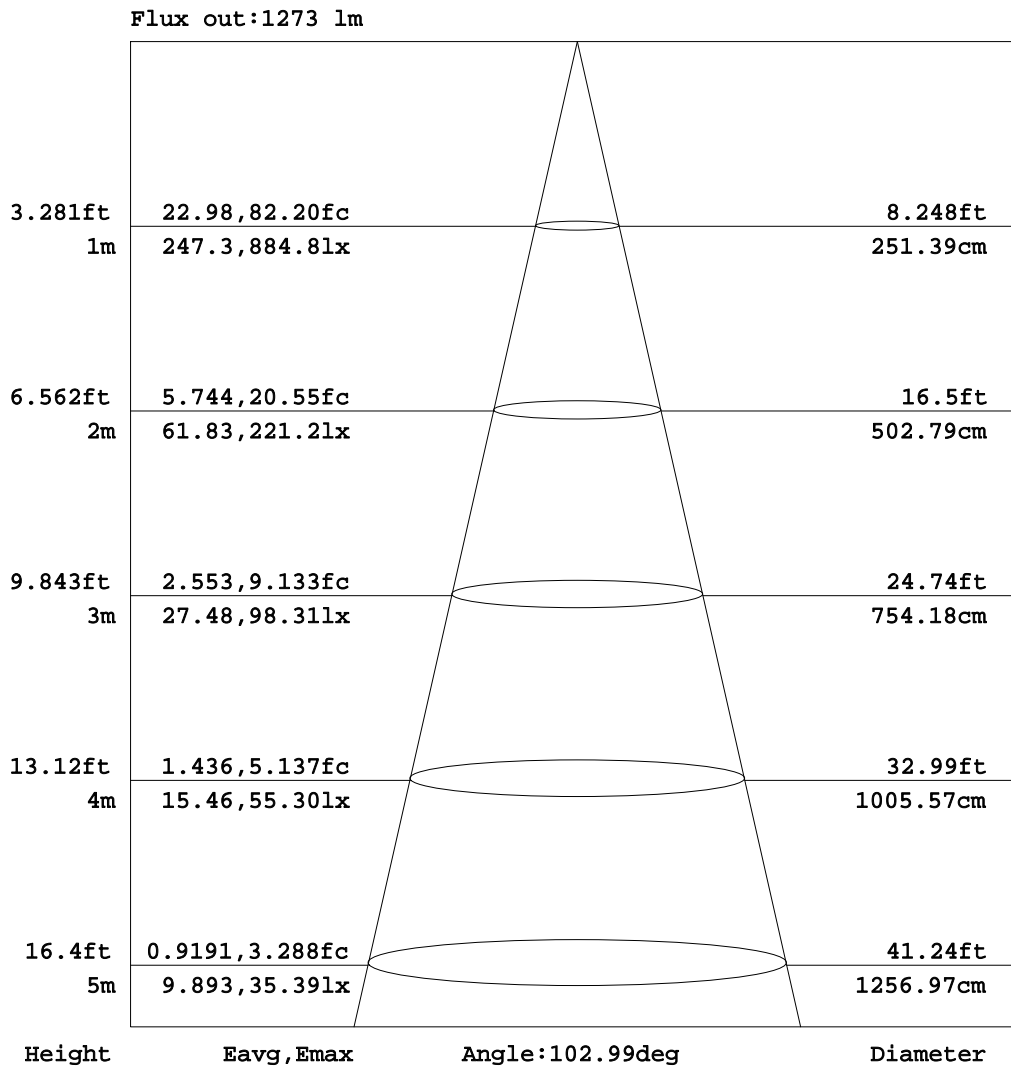 Flux out:1273 lm
3.281ft 22.98,82.20fc 8.248ft
1m 247.3,884.8lx 251.39cm
6.562ft 5.744,20.55fc 16.5ft
2m 61.83,221.2lx 502.79cm
9.843ft 2.553,9.133fc 24.74ft
3m 27.48,98.31lx 754.18cm
13.12ft 1.436,5.137fc 32.99ft
4m 15.46,55.30lx 1005.57cm
16.4ft 0.9191,3.288fc 41.24ft
5m 9.893,35.39lx 1256.97cm
Height Eavg,Emax Angle:102.99deg Diameter